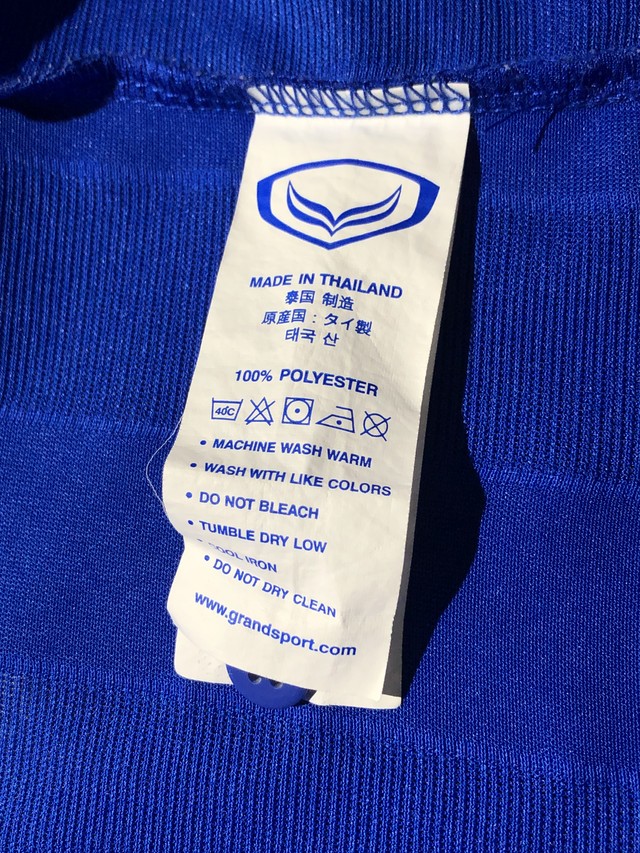 MADE IN THAILAND
泰国 制造
原産国 : タイ製
태국 산
100% POLYESTER
40C
• MACHINE WASH WARM
• WASH WITH LIKE COLORS
• DO NOT BLEACH
• TUMBLE DRY LOW
• COOL IRON
• DO NOT DRY CLEAN
www.grandsport.com